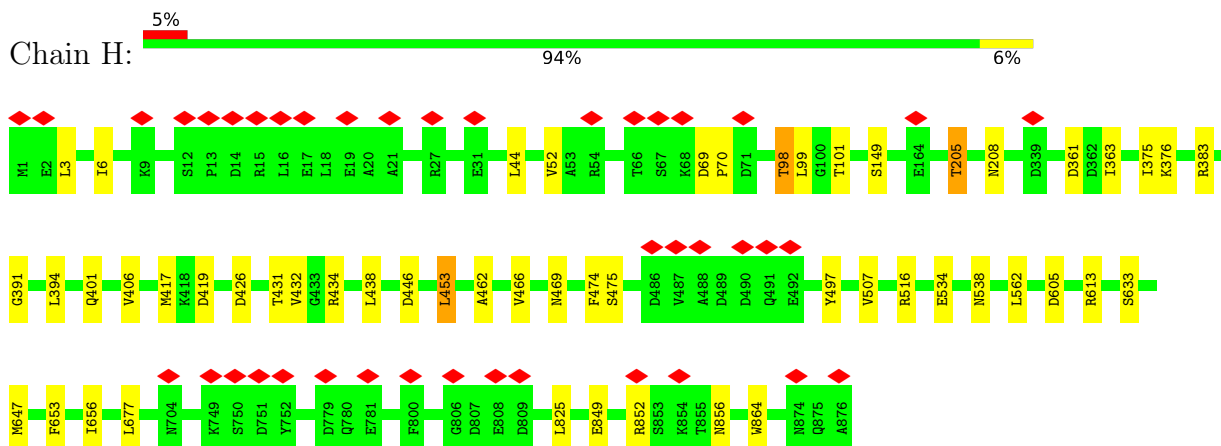 5%
Chain H:
94% 6%
M1 E2 L3 I6 K9 S12 P13 D14 R15 L16 E17 L18 E19 A20 A21 R27 E31 L44 V52 A53 R54 T66 S67 K68 D69 P70 D71 T98 L99 G100 T101 S149 E164 T205 N208 D339 D361 D362 I363 I375 K376 R383
G391 L394 Q401 V406 M417 K418 D419 D426 T431 V432 G433 R434 L438 D446 L453 A462 V466 N469 F474 S475 D486 V487 A488 D489 D490 Q491 E492 Y497 V507 R516 E534 N538 L562 D605 R613 S633
M647 F653 I656 L677 N704 K749 S750 D751 Y752 D779 Q780 E781 F800 G806 D807 E808 D809 L825 E849 R852 S853 K854 T855 N856 W864 N874 Q875 A876